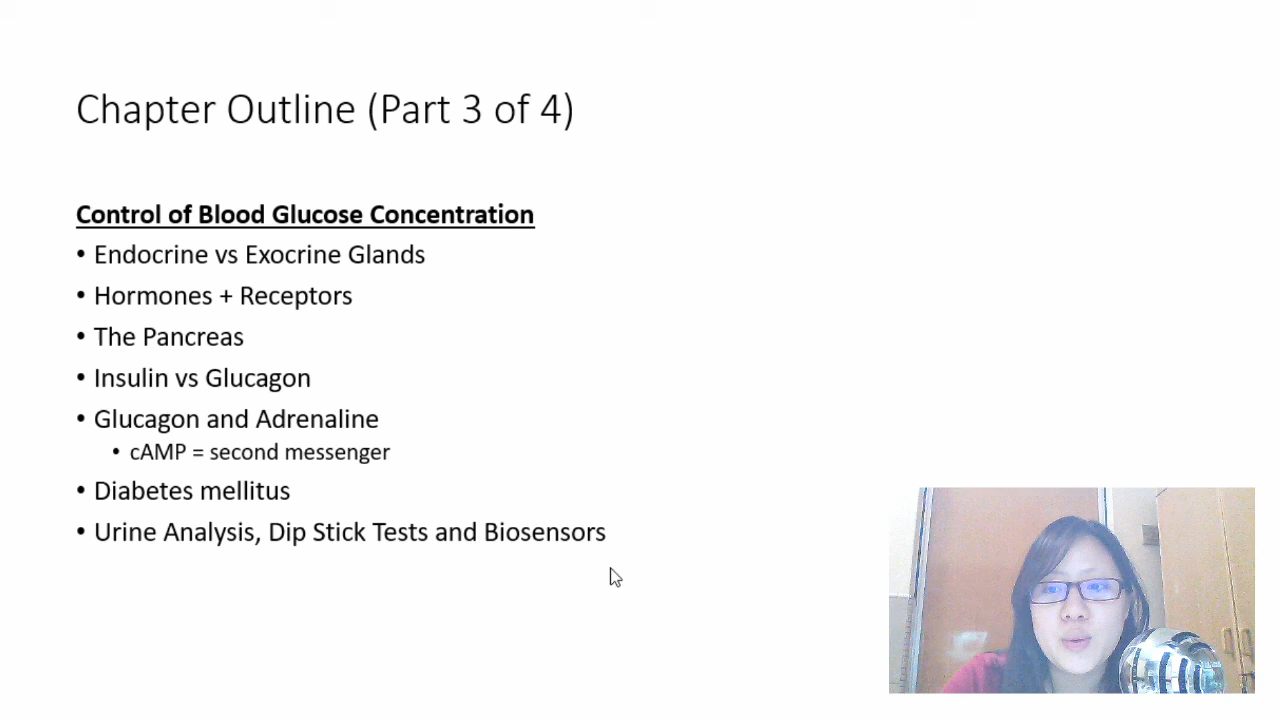 Chapter Outline (Part 3 of 4)
Control of Blood Glucose Concentration
• Endocrine vs Exocrine Glands
• Hormones + Receptors
• The Pancreas
• Insulin vs Glucagon
• Glucagon and Adrenaline
• cAMP = second messenger
• Diabetes mellitus
• Urine Analysis, Dip Stick Tests and Biosensors